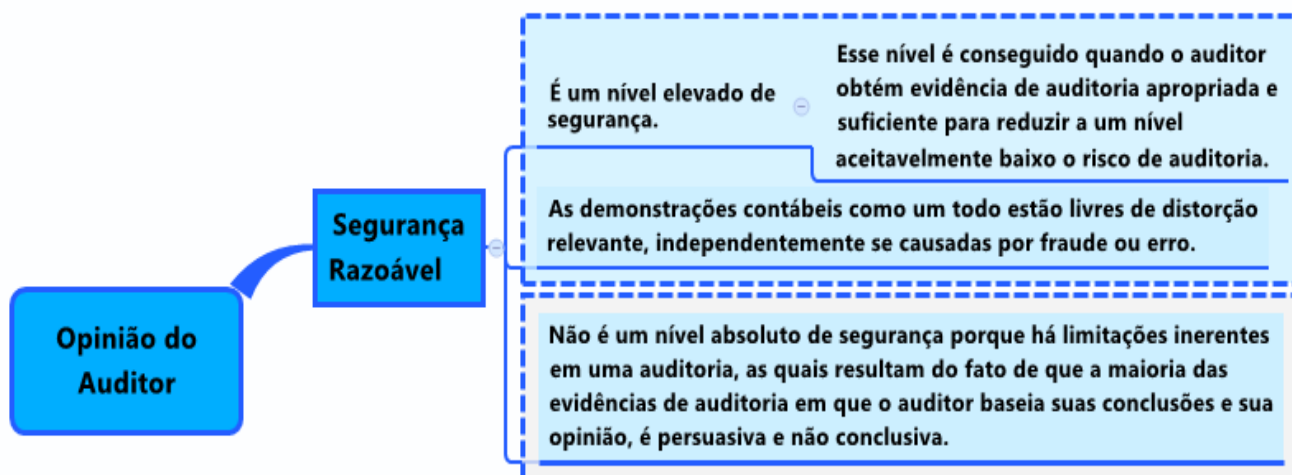 Opinião do
Auditor
Segurança
Razoável
É um nível elevado de
segurança.
Esse nível é conseguido quando o auditor
obtém evidência de auditoria apropriada e
suficiente para reduzir a um nível
aceitavelmente baixo o risco de auditoria.
As demonstrações contábeis como um todo estão livres de distorção
relevante, independentemente se causadas por fraude ou erro.
Não é um nível absoluto de segurança porque há limitações inerentes
em uma auditoria, as quais resultam do fato de que a maioria das
evidências de auditoria em que o auditor baseia suas conclusões e sua
opinião, é persuasiva e não conclusiva.